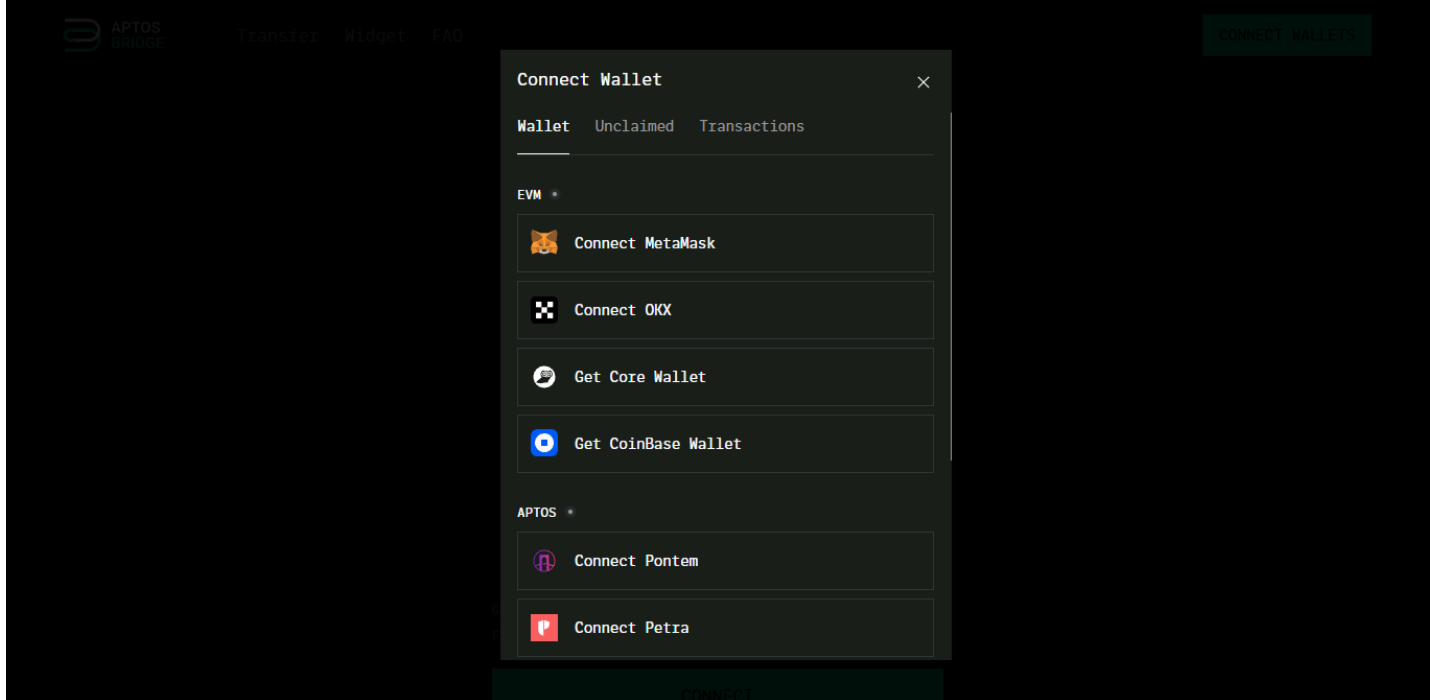 APTOS
BRIDGE
Transfer Widget FAQ
CONNECT WALLETS
Connect Wallet
Wallet Unclaimed Transactions
EVM
Connect MetaMask
Connect OKX
Get Core Wallet
Get CoinBase Wallet
APTOS
Connect Pontem
Connect Petra
CONNECT